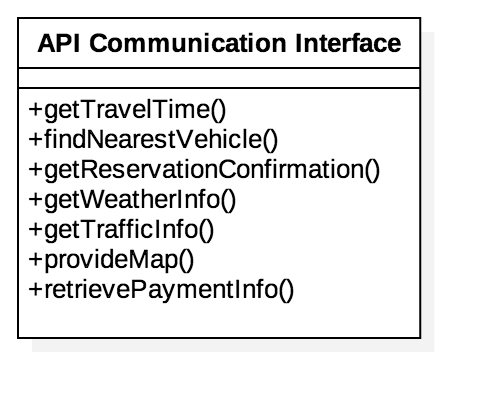 API Communication Interface
+getTravelTime()
+findNearestVehicle()
+getReservationConfirmation()
+getWeatherInfo()
+getTrafficInfo()
+provideMap()
+retrievePaymentInfo()